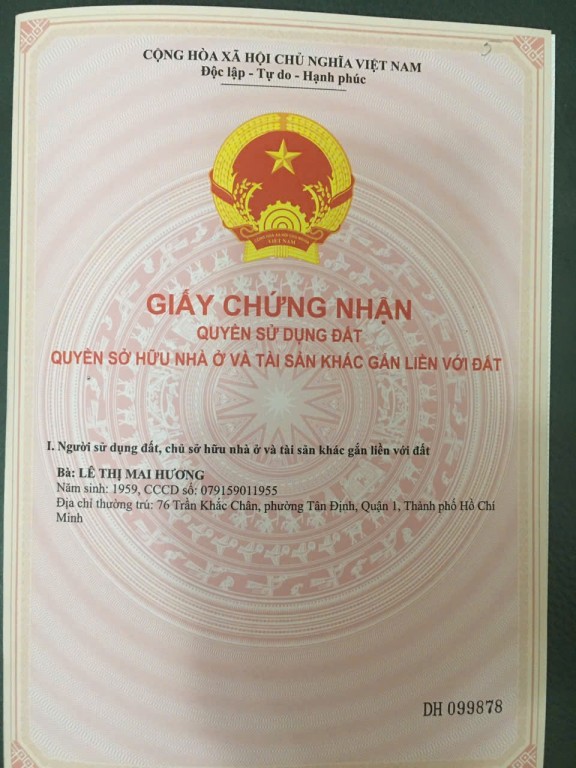 5
CỘNG HÒA XÃ HỘI CHỦ NGHĨA VIỆT NAM
Độc lập - Tự do - Hạnh phúc
VIỆT NAM
GIẤY CHỨNG NHẬN
QUYỀN SỬ DỤNG ĐẤT
QUYỀN SỞ HỮU NHÀ Ở VÀ TÀI SẢN KHÁC GẮN LIỀN VỚI ĐẤT
I. Người sử dụng đất, chủ sở hữu nhà ở và tài sản khác gắn liền với đất
Bà: LÊ THỊ MAI HƯƠNG
Năm sinh: 1959, CCCD số: 079159011955
Địa chỉ thường trú: 76 Trần Khắc Chân, phường Tân Định, Quận 1, Thành phố Hồ Chí
Minh
DH 099878